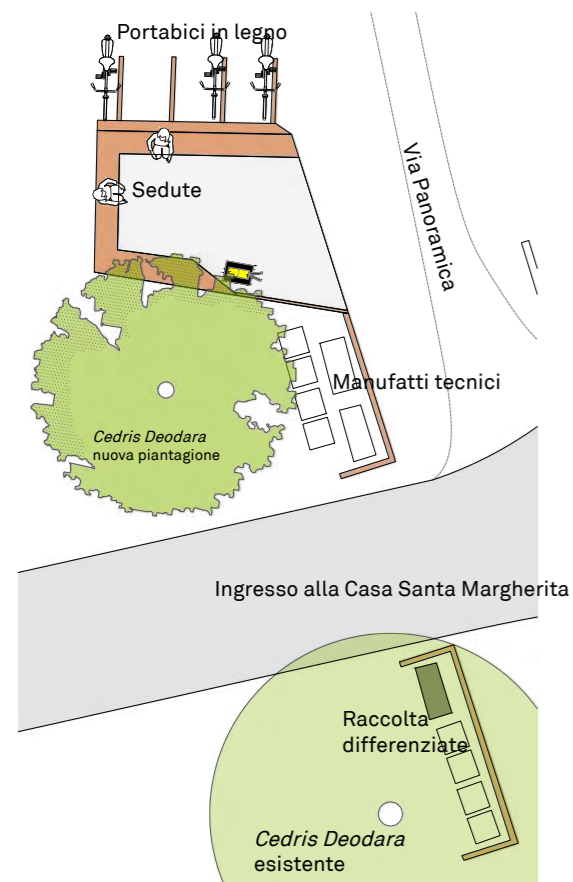 Portabici in legno
Sedute
Via Panoramica
Manufatti tecnici
Cedris Deodara
nuova piantagione
Ingresso alla Casa Santa Margherita
Raccolta
differenziate
Cedris Deodara
esistente